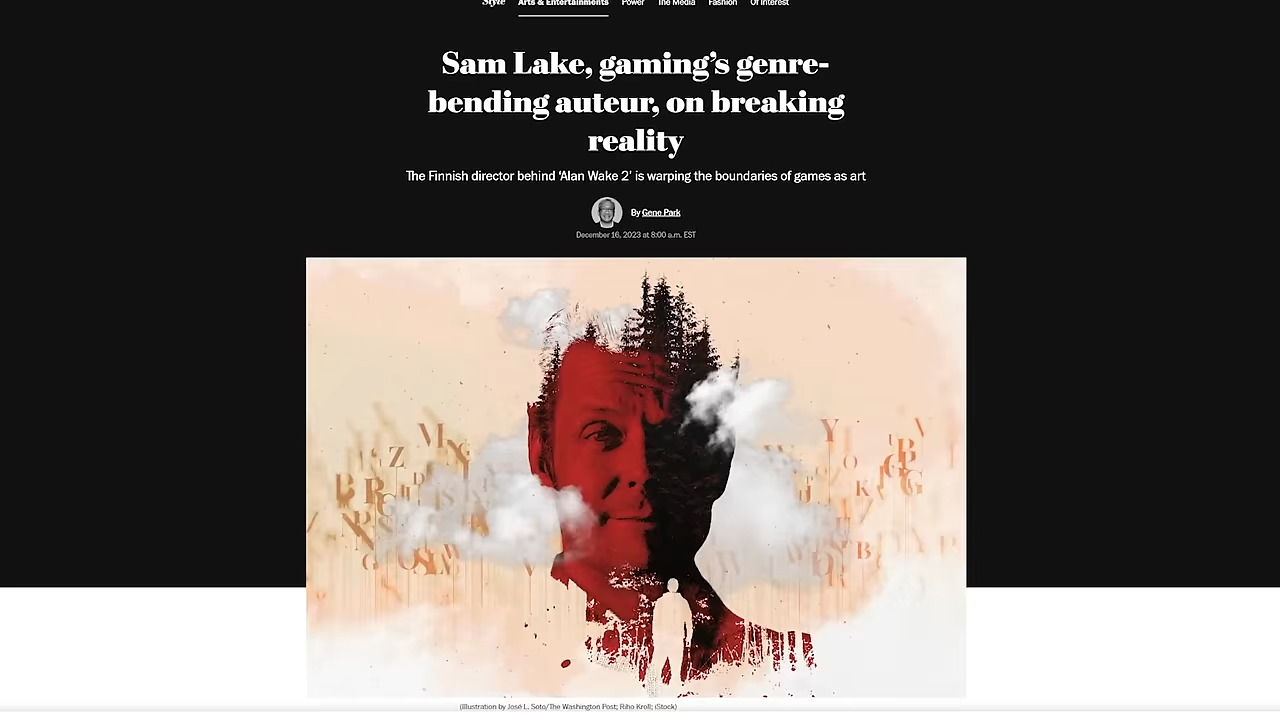 Style Arts & Entertainments Power The Media Fashion Of Interest
Sam Lake, gaming’s genre-
bending auteur, on breaking
reality
The Finnish director behind ‘Alan Wake 2’ is warping the boundaries of games as art
By Gene Park
December 16, 2023 at 8:00 a.m. EST
(Illustration by José L. Soto/The Washington Post; Riho Kroll; iStock)